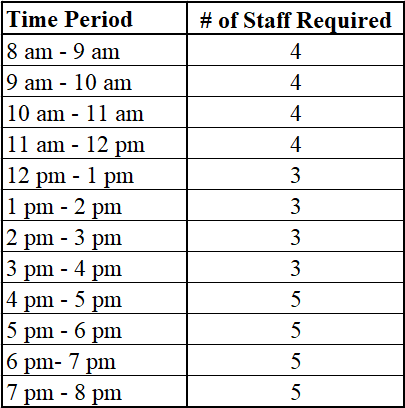 Time Period # of Staff Required
8 am - 9 am 4
9 am - 10 am 4
10 am - 11 am 4
11 am - 12 pm 4
12 pm - 1 pm 3
1 pm - 2 pm 3
2 pm - 3 pm 3
3 pm - 4 pm 3
4 pm - 5 pm 5
5 pm - 6 pm 5
6 pm- 7 pm 5
7 pm - 8 pm 5